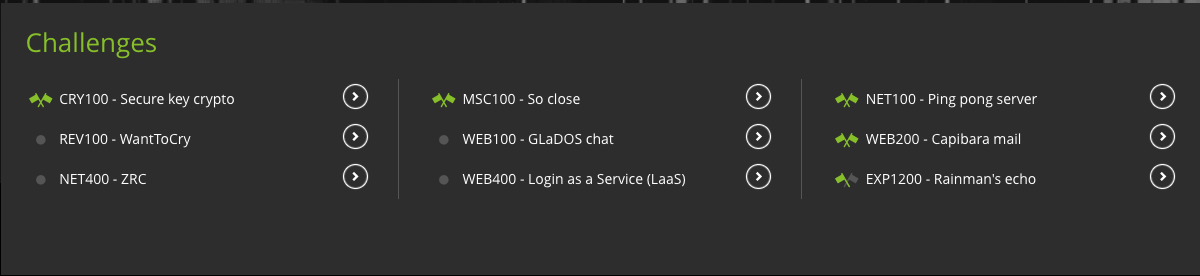 Challenges
CRY100 - Secure key crypto
MSC100 - So close
NET100 - Ping pong server
REV100 - WantToCry
WEB100 - GLaDOS chat
WEB200 - Capibara mail
NET400 - ZRC
WEB400 - Login as a Service (LaaS)
EXP1200 - Rainman's echo